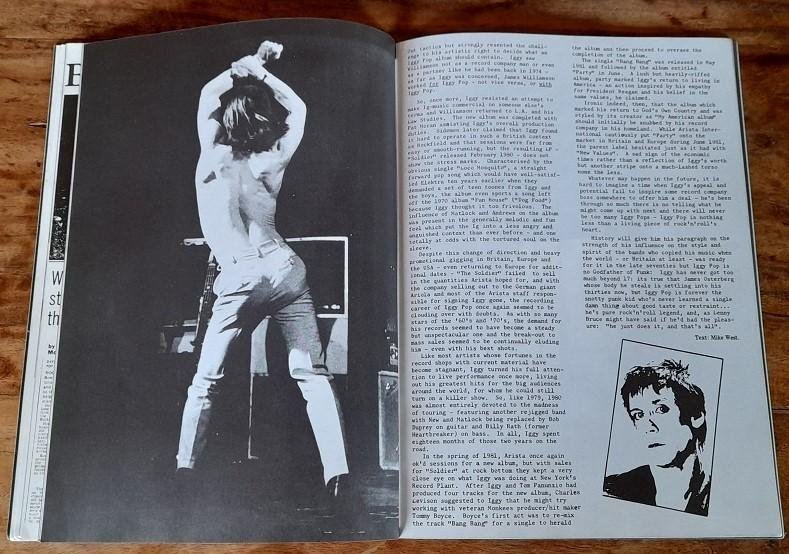 E
W
st
th
by
Put tactics but strongly resented the chall-
enge to his artistic right to decide what an
Iggy Pop album should contain. Iggy saw
Williamson not as a record company man or even
as a partner like he had been back in 1974 -
as far as Iggy was concerned, James Williamson
worked for Iggy Pop - not vice versa, or with
Iggy Pop.
So, once more, Iggy resisted an attempt to
make Ig-music commercial on someone else's
terms and Williamson returned to L.A. and his
Law Studies. The new album was completed with
Pat Moran assisting Iggy's overall production
duties. Sidemen later claimed that Iggy found
it hard to operate in such a British context
as Rockfield and that sessions were far from
easy or smooth-running, but the resulting LP -
"Soldier" released February 1980 - does not
show the stress marks. Characterised by the
obvious single "Loco Mosquito", a straight
forward pop song which would have well-satisf-
ied Elektra ten years earlier when they
demanded a set of teen toones from Iggy and
the boys, the album even sports a song left
off the 1970 album "Fun House" ("Dog Food")
because Iggy thought it too frivolous. The
influence of Matlock and Andrews on the album
was present in the generally melodic and fun
feel which put the Ig into a less angry and
anguished context than ever before - and one
totally at odds with the tortured soul on the
sleeve.
Despite this change of direction and heavy
promotional gigging in Britain, Europe and
the USA - even returning to Europe for addit-
ional dates - "The Soldier" failed to sell
in the quantities Arista hoped for, and with
the company selling out to the German giant
Ariola and most of the Arista staff respon-
sible for signing Iggy gone, the recording
career of Iggy Pop once again seemed to be
clouding over with doubts. As with so many
stars of the '60's and '70's, the demand for
his records seemed to have become a steady
but unspectacular one and the break-out to
mass sales seemed to be continually eluding
him - even with his best shots.
Like most artists whose fortunes in the
record shops with current material have
become stagnant, Iggy turned his full atten-
tion to live performance once more, living
out his greatest hits for the big audiences
around the world, for whom he could still
turn on a killer show. So, like 1979, 1980
was almost entirely devoted to the madness
of touring - featuring another rejigged band
with New and Matlock being replaced by Bob
Duprey on guitar and Billy Rath (former
Heartbreaker) on bass. In all, Iggy spent
eighteen months of those two years on the
road.
In the spring of 1981, Arista once again
ok'd sessions for a new album, but with sales
for "Soldier" at rock bottom they kept a very
close eye on what Iggy was doing at New York's
Record Plant. After Iggy and Tom Panunzio had
produced four tracks for the new album, Charles
Levison suggested to Iggy that he might try
working with veteran Monkees producer/hit maker
Tommy Boyce. Boyce's first act was to re-mix
the track "Bang Bang" for a single to herald
the album and then proceed to oversee the
completion of the album.
The single "Bang Bang" was released in May
1981 and followed by the album entitled
"Party" in June. A lush but heavily-riffed
album, party marked Iggy's return to living in
America - an action inspired by his empathy
for President Reagan and his belief in the
same values, he claimed.
Ironic indeed, then, that the album which
marked his return to God's Own Country and was
styled by its creator as "My American album"
should initially be snubbed by his record
company in his homeland. While Arista Inter-
national cautiously put "Party" onto the
market in Britain and Europe during June 1981,
the parent label hesitated just as it had with
"New Values". A sad sign of the economic
times rather than a reflection of Iggy's worth
but another stripe onto a much-lashed torso
none the less.
Whatever may happen in the future, it is
hard to imagine a time when Iggy's appeal and
potential fail to inspire some record company
boss somewhere to offer him a deal - he's been
through so much there is no telling what he
might come up with next and there will never
be too many Iggy Pops - Iggy Pop is nothing
less than a living piece of rock'n'roll's
heart.
History will give him his paragraph on the
strength of his influence on the style and
spirit of the bands who copied his music when
the world - or Britain at least - was ready
for it in the late seventies but Iggy Pop is
no Godfather of Punk: Iggy has never got too
much beyond 17: its true that James Osterberg
whose body he steals is settling into his
thirties now, but Iggy Pop is forever the
snotty punk kid who's never learned a single
damn thing about good taste or restraint...
he's pure rock'n'roll legend, and, as Lenny
Bruce might have said if he'd had the pleas-
ure: "he just does it, and that's all".
Text: Mike West.